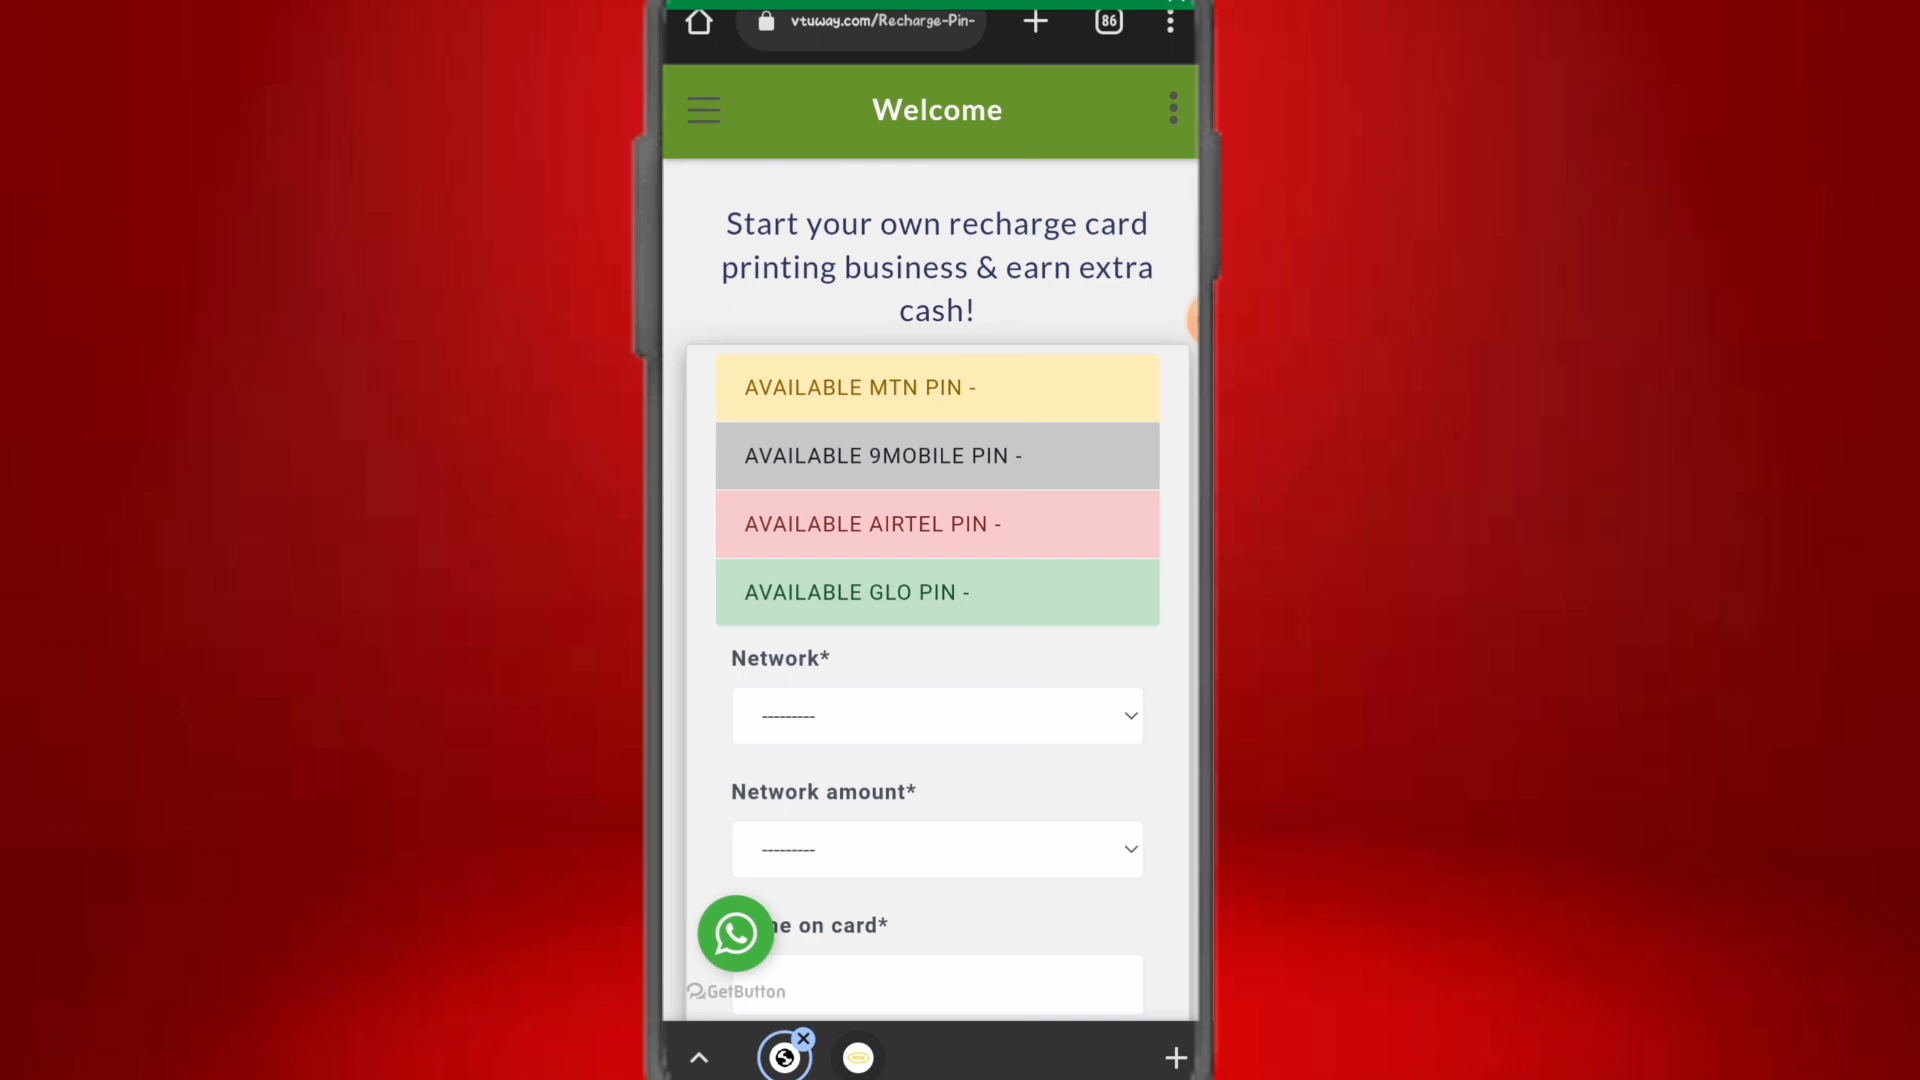 vtuway.com/Recharge-Pin-
86
Welcome
Start your own recharge card
printing business & earn extra
cash!
AVAILABLE MTN PIN -
AVAILABLE 9MOBILE PIN -
AVAILABLE AIRTEL PIN -
AVAILABLE GLO PIN -
Network*
---------
Network amount*
---------
on card*
GetButton